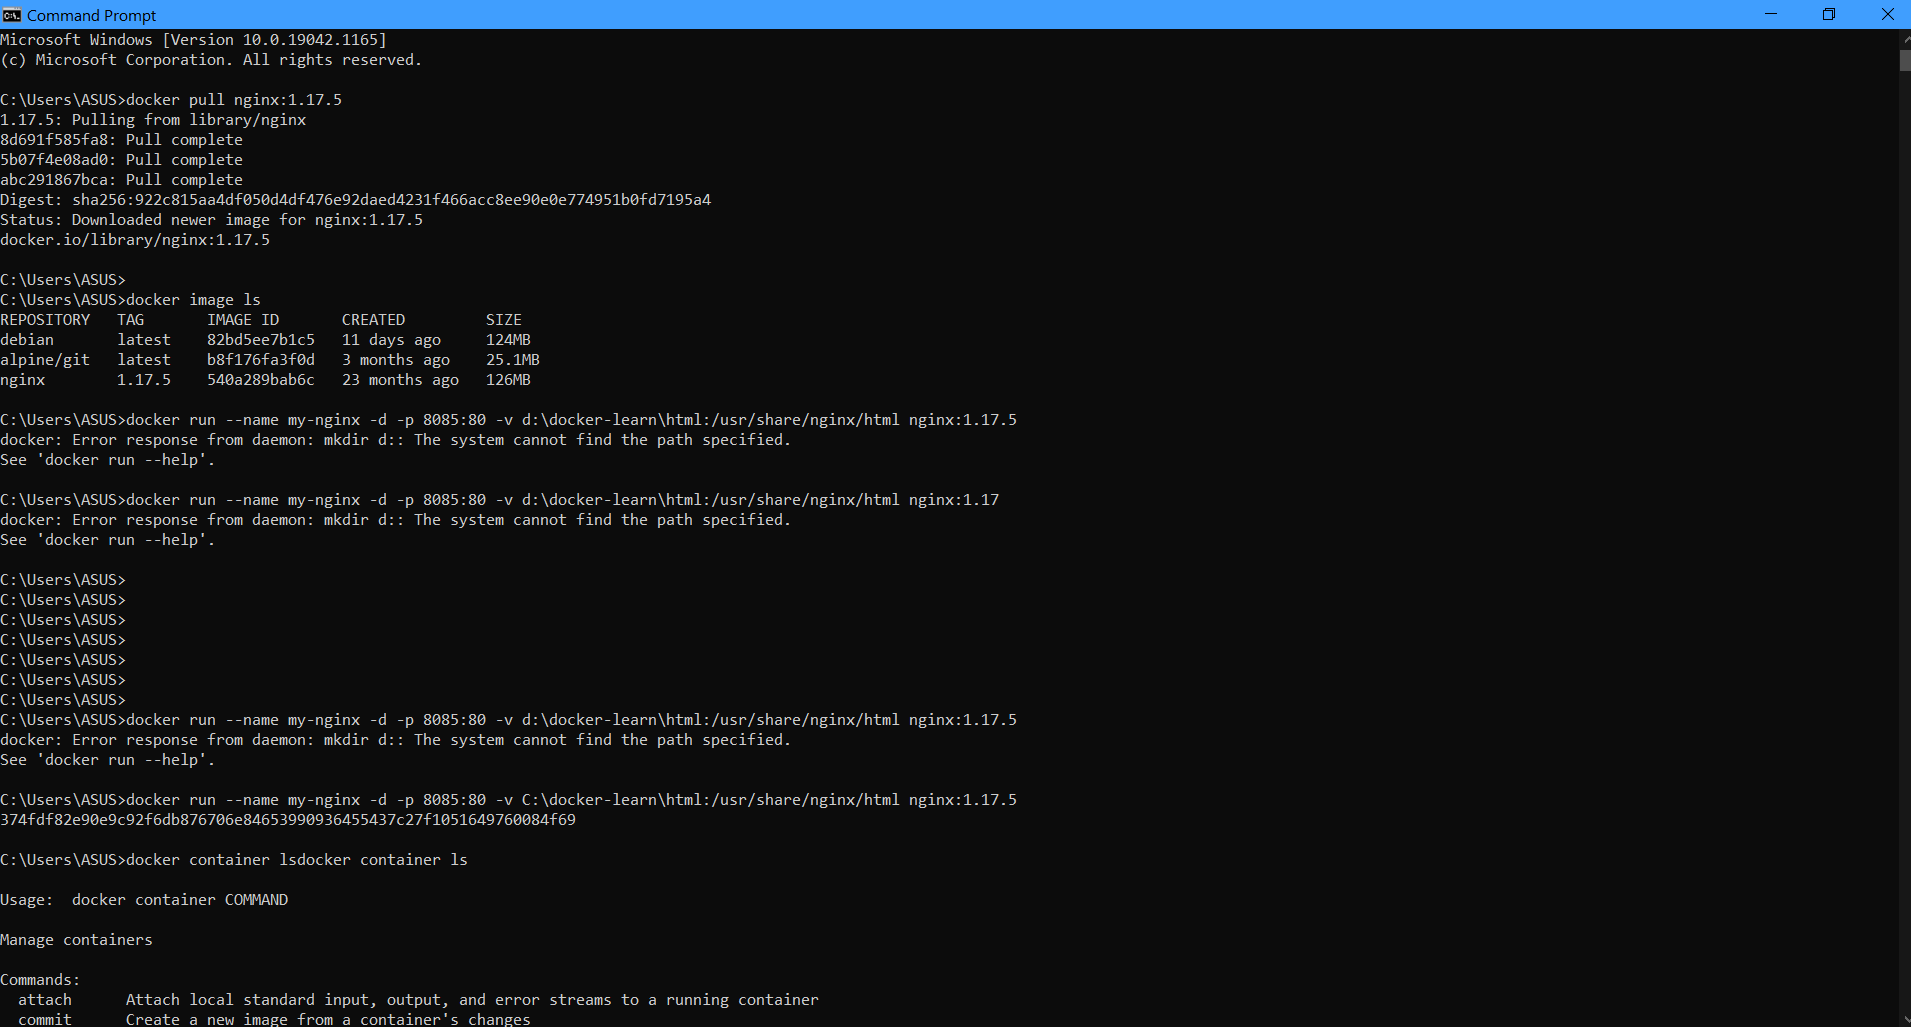 Command Prompt
Microsoft Windows [Version 10.0.19042.1165]
(c) Microsoft Corporation. All rights reserved.
C:\Users\ASUS>docker pull nginx:1.17.5
1.17.5: Pulling from library/nginx
8d691f585fa8: Pull complete
5b07f4e08ad0: Pull complete
abc291867bca: Pull complete
Digest: sha256:922c815aa4df050d4df476e92daed4231f466acc8ee90e0e774951b0fd7195a4
Status: Downloaded newer image for nginx:1.17.5
docker.io/library/nginx:1.17.5
C:\Users\ASUS>
C:\Users\ASUS>docker image ls
REPOSITORY   TAG       IMAGE ID       CREATED         SIZE
debian       latest    82bd5ee7b1c5   11 days ago     124MB
alpine/git   latest    b8f176fa3f0d   3 months ago    25.1MB
nginx        1.17.5    540a289bab6c   23 months ago   126MB
C:\Users\ASUS>docker run --name my-nginx -d -p 8085:80 -v d:\docker-learn\html:/usr/share/nginx/html nginx:1.17.5
docker: Error response from daemon: mkdir d:: The system cannot find the path specified.
See 'docker run --help'.
C:\Users\ASUS>docker run --name my-nginx -d -p 8085:80 -v d:\docker-learn\html:/usr/share/nginx/html nginx:1.17
docker: Error response from daemon: mkdir d:: The system cannot find the path specified.
See 'docker run --help'.
C:\Users\ASUS>
C:\Users\ASUS>
C:\Users\ASUS>
C:\Users\ASUS>
C:\Users\ASUS>
C:\Users\ASUS>
C:\Users\ASUS>
C:\Users\ASUS>docker run --name my-nginx -d -p 8085:80 -v d:\docker-learn\html:/usr/share/nginx/html nginx:1.17.5
docker: Error response from daemon: mkdir d:: The system cannot find the path specified.
See 'docker run --help'.
C:\Users\ASUS>docker run --name my-nginx -d -p 8085:80 -v C:\docker-learn\html:/usr/share/nginx/html nginx:1.17.5
374fdf82e90e9c92f6db876706e84653990936455437c27f1051649760084f69
C:\Users\ASUS>docker container lsdocker container ls
Usage:  docker container COMMAND
Manage containers
Commands:
  attach      Attach local standard input, output, and error streams to a running container
  commit      Create a new image from a container's changes